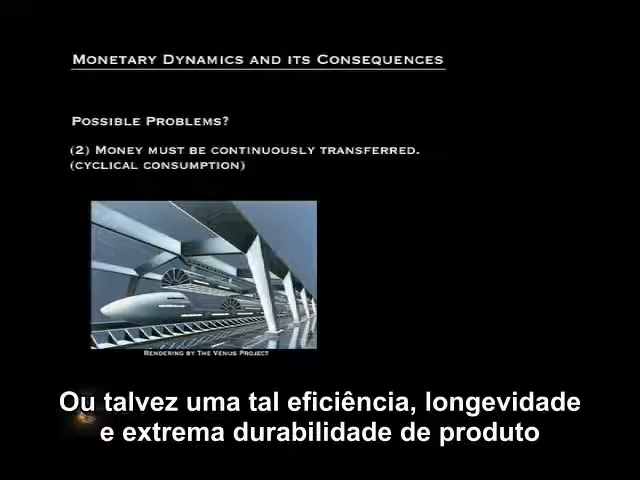 Monetary Dynamics and its Consequences
Possible Problems?
(2) Money must be continuously transferred.
(cyclical consumption)
Rendering by The Venus Project
Ou talvez uma tal eficiência, longevidade
e extrema durabilidade de produto